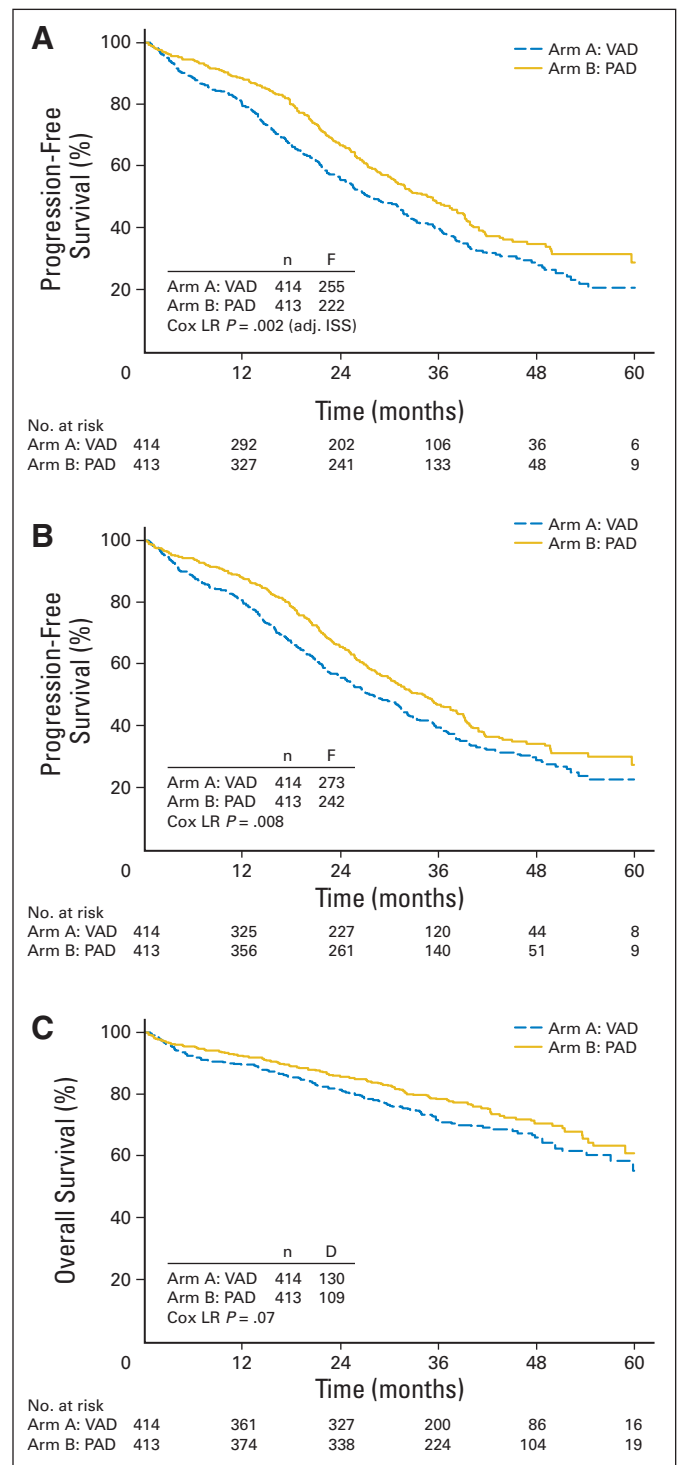 A
100
80
60
40
20
0
12
24
36
48
60
Progression-Free
Survival (%)
Time (months)
Arm A: VAD
Arm B: PAD
n F
Arm A: VAD 414 255
Arm B: PAD 413 222
Cox LR P = .002 (adj. ISS)
No. at risk
Arm A: VAD 414 292 202 106 36 6
Arm B: PAD 413 327 241 133 48 9
B
100
80
60
40
20
0
12
24
36
48
60
Progression-Free
Survival (%)
Time (months)
Arm A: VAD
Arm B: PAD
n F
Arm A: VAD 414 273
Arm B: PAD 413 242
Cox LR P = .008
No. at risk
Arm A: VAD 414 325 227 120 44 8
Arm B: PAD 413 356 261 140 51 9
C
100
80
60
40
20
0
12
24
36
48
60
Overall Survival (%)
Time (months)
Arm A: VAD
Arm B: PAD
n D
Arm A: VAD 414 130
Arm B: PAD 413 109
Cox LR P = .07
No. at risk
Arm A: VAD 414 361 327 200 86 16
Arm B: PAD 413 374 338 224 104 19